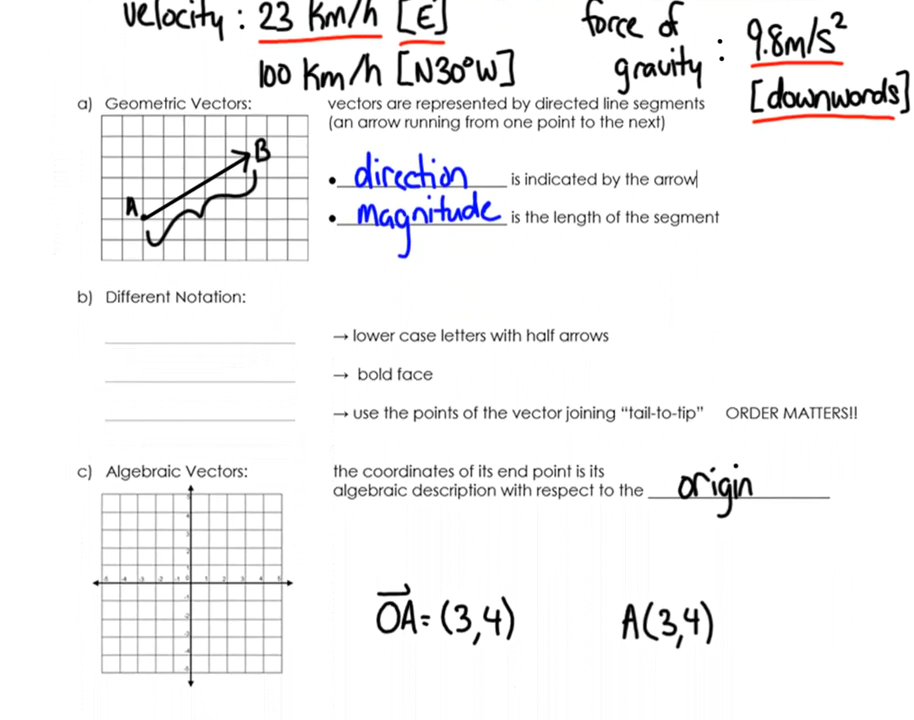 velocity : 23 Km/h [E]
100 Km/h [N30°W]
force of gravity : 9.8m/s² [downwords]
a) Geometric Vectors:
vectors are represented by directed line segments
(an arrow running from one point to the next)
A B
• direction is indicated by the arrow
• magnitude is the length of the segment
b) Different Notation:
→ lower case letters with half arrows
→ bold face
→ use the points of the vector joining “tail-to-tip” ORDER MATTERS!!
c) Algebraic Vectors:
the coordinates of its end point is its
algebraic description with respect to the origin
OA⃗ = (3,4) A(3,4)